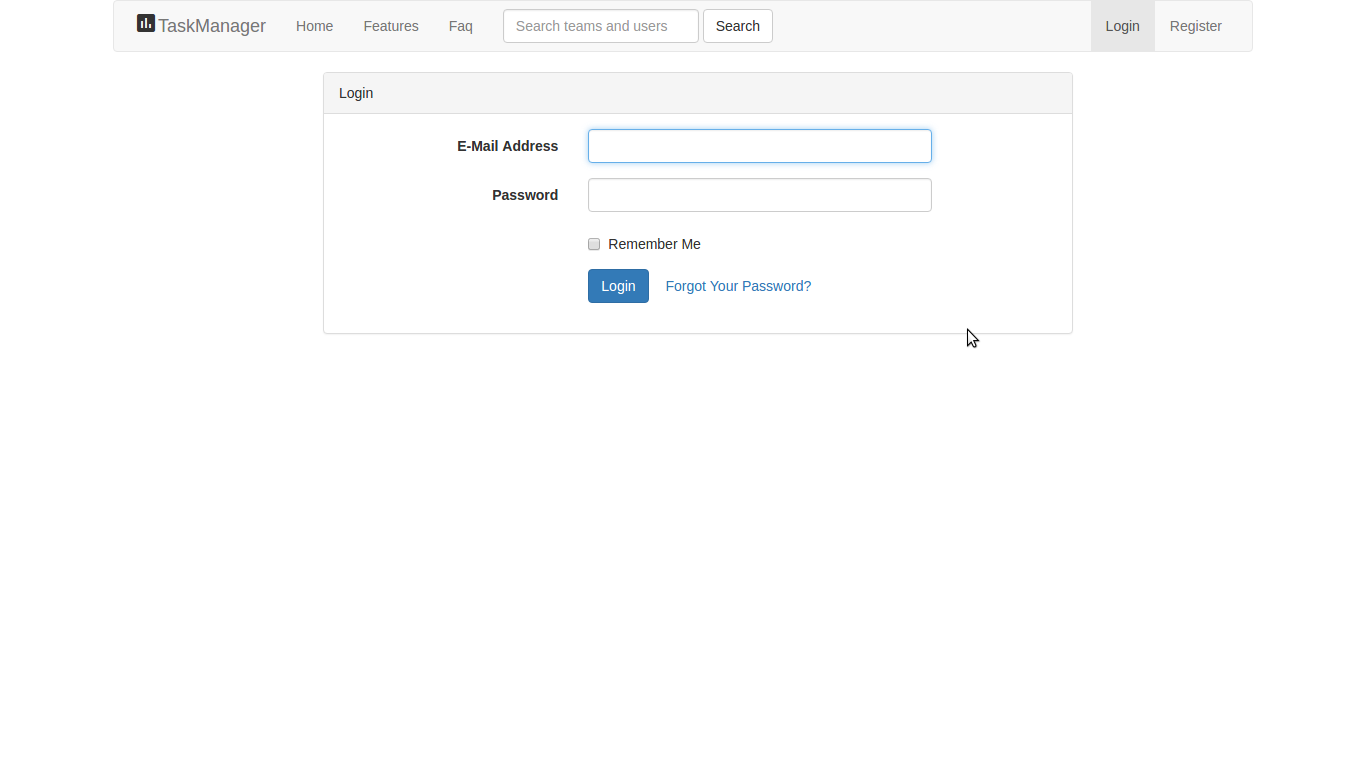 TaskManager Home Features Faq Search teams and users Search Login Register
Login
E-Mail Address
Password
Remember Me
Login Forgot Your Password?